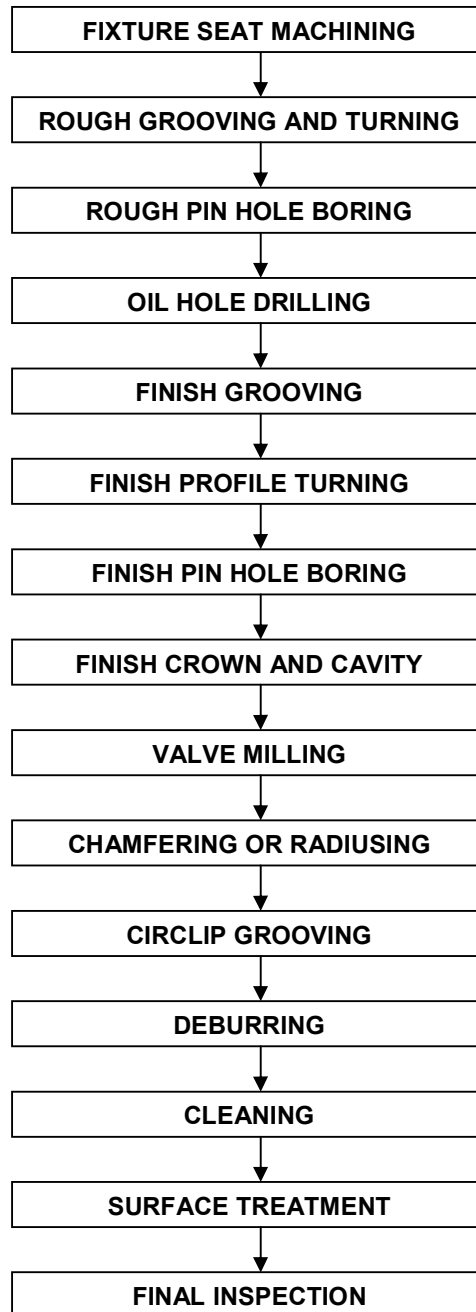 FIXTURE SEAT MACHINING
ROUGH GROOVING AND TURNING
ROUGH PIN HOLE BORING
OIL HOLE DRILLING
FINISH GROOVING
FINISH PROFILE TURNING
FINISH PIN HOLE BORING
FINISH CROWN AND CAVITY
VALVE MILLING
CHAMFERING OR RADIUSING
CIRCLIP GROOVING
DEBURRING
CLEANING
SURFACE TREATMENT
FINAL INSPECTION